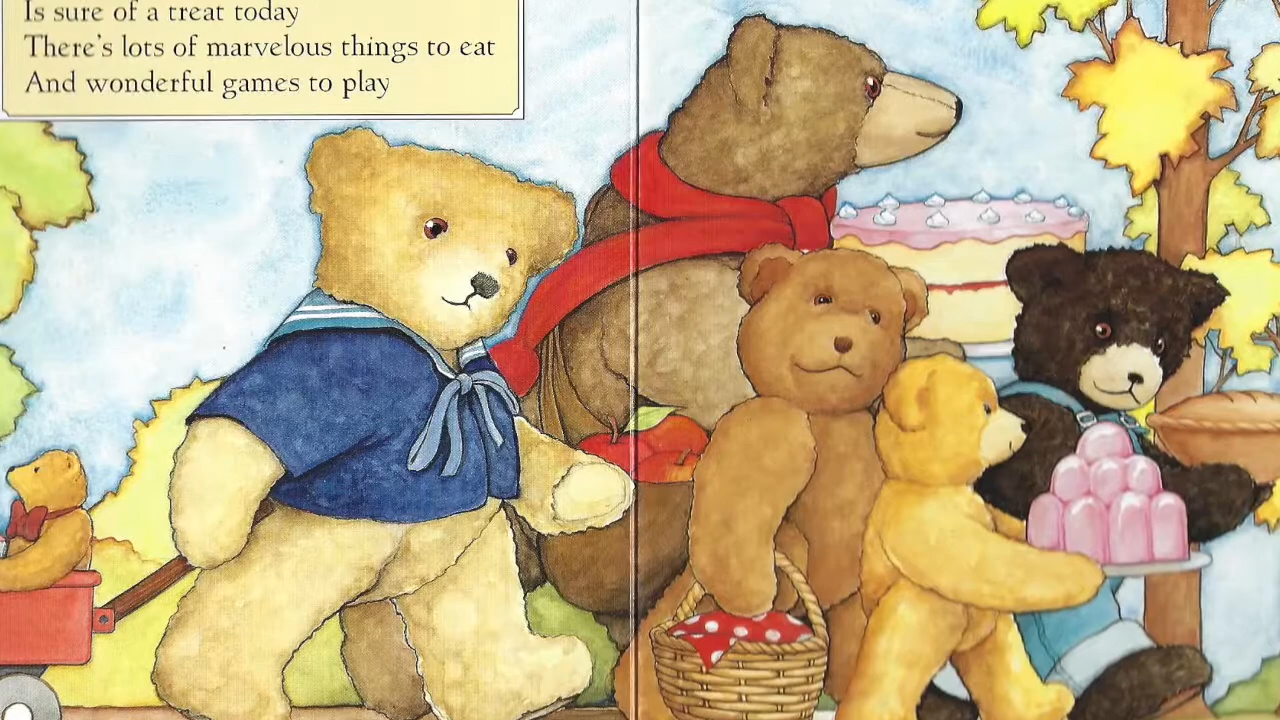 Is sure of a treat today
There's lots of marvelous things to eat
And wonderful games to play